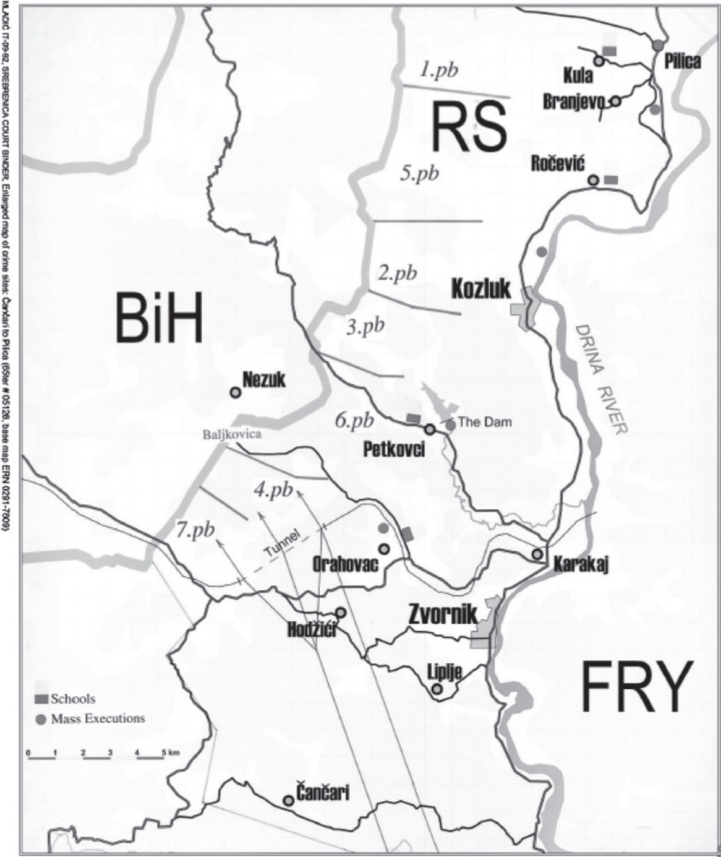 MLADIĆ IT-09-92, SREBRENICA COURT BINDER, Enlarged map of crime sites: Čančari to Pilica (65ter # 05126, base map ERN 0291-7609)
1.pb
RS
Kula
Pilica
Branjevo
5.pb
Ročević
2.pb
Kozluk
BiH
3.pb
DRINA RIVER
Nezuk
6.pb
The Dam
Baljkovica
Petkovci
4.pb
7.pb
Tunnel
Orahovac
Karakaj
Hodžići
Zvornik
Liplje
FRY
Schools
Mass Executions
0 1 2 3 4 5 km
Čančari